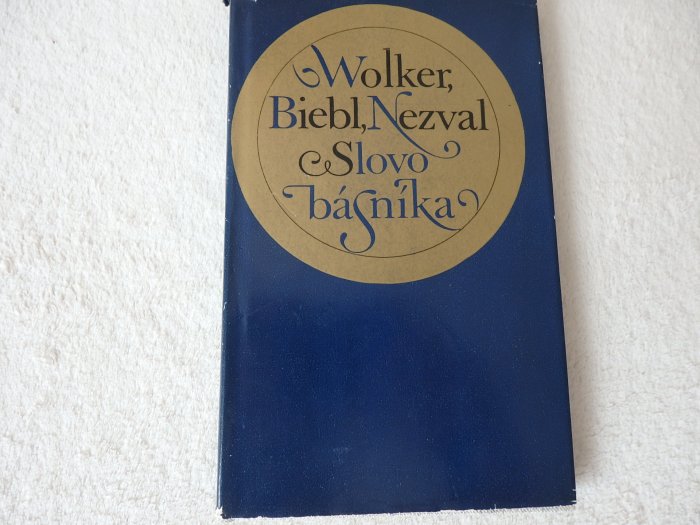 Wolker,
Biebl, Nezval
Slovo
básníka